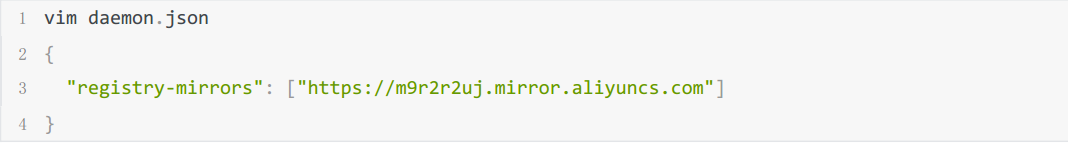 1 vim daemon.json
2 {
3   "registry-mirrors": ["https://m9r2r2uj.mirror.aliyuncs.com"]
4 }